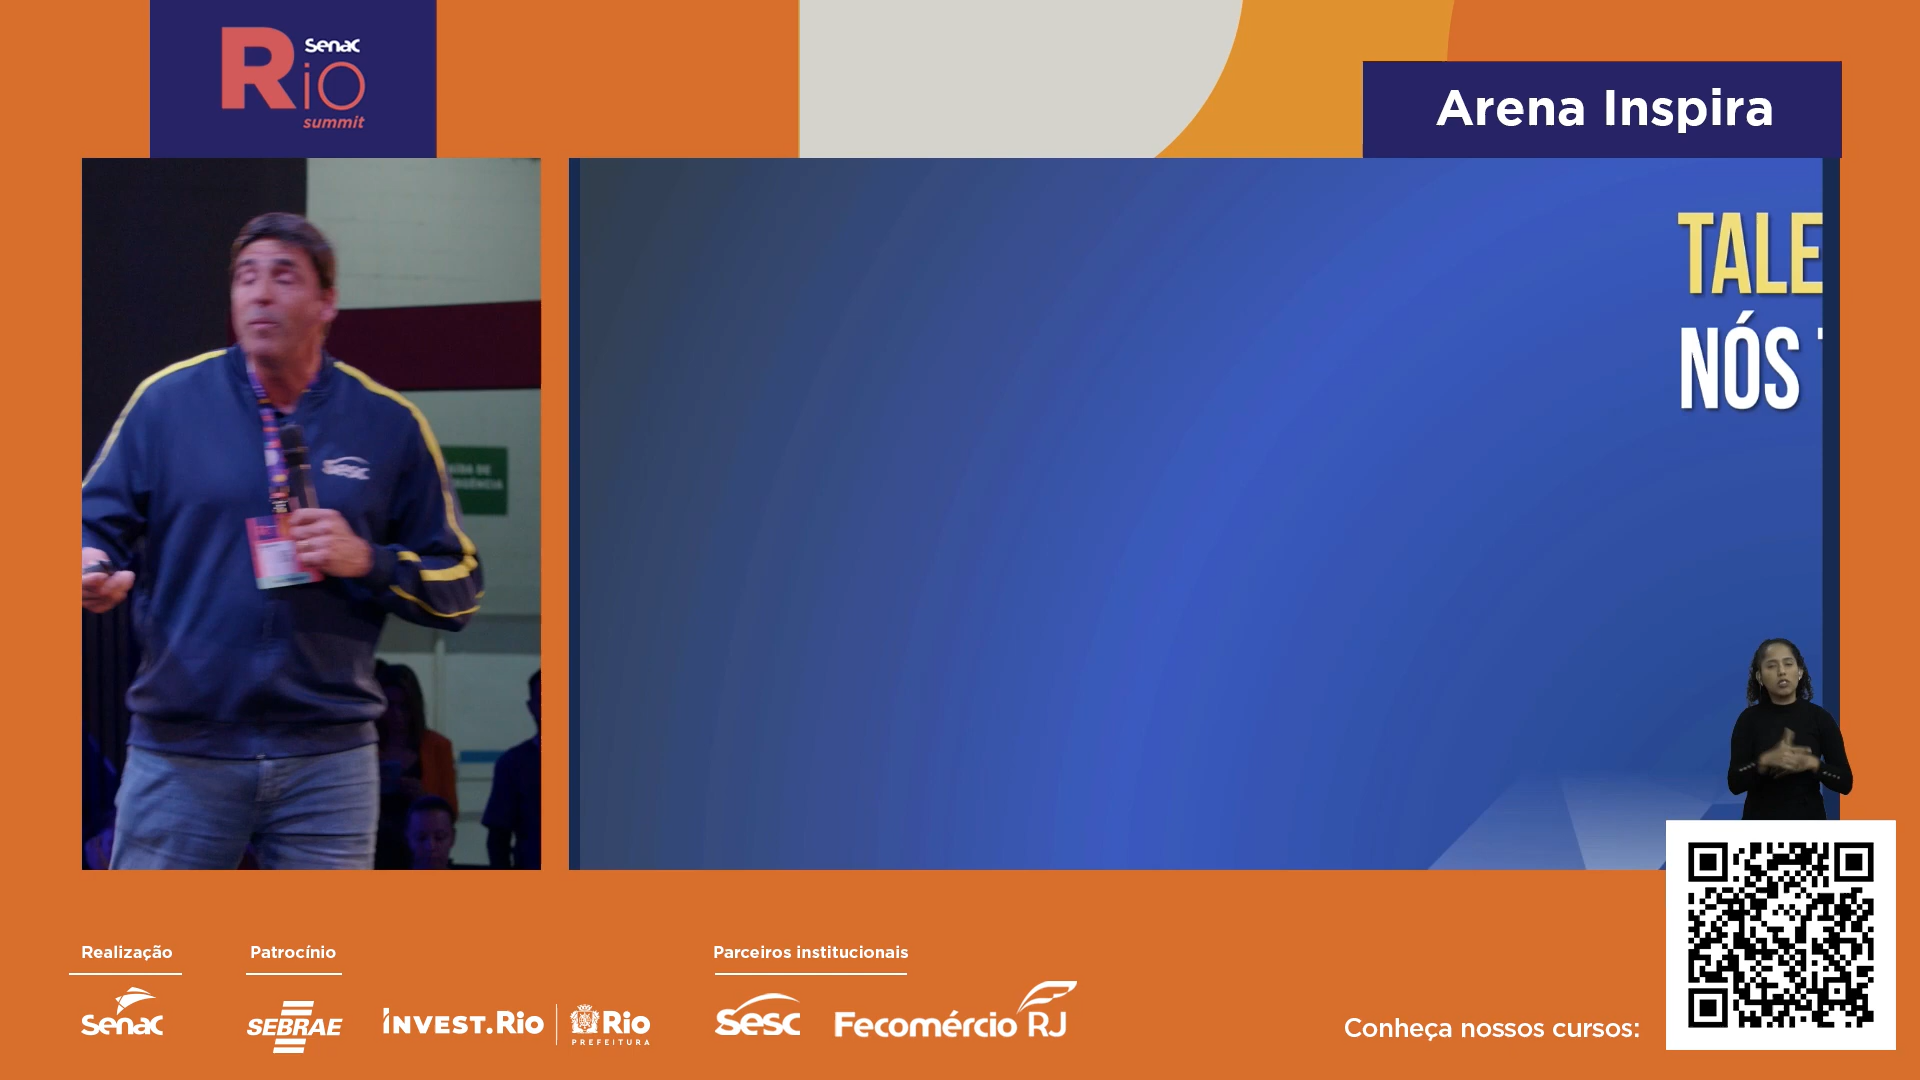 Senac
Rio
summit
Arena Inspira
TALE
NÓS
sesc
Realização
Patrocínio
Parceiros institucionais
Senac
SEBRAE
INVEST.Rio
Rio
PREFEITURA
Sesc
Fecomércio RJ
Conheça nossos cursos: